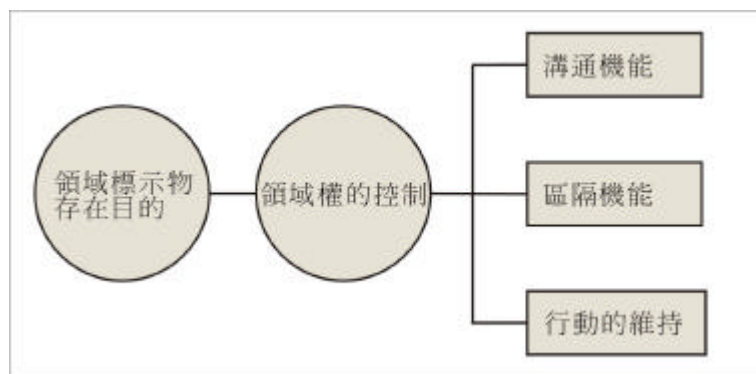 領域標示物
存在目的
領域權的控制
溝通機能
區隔機能
行動的維持